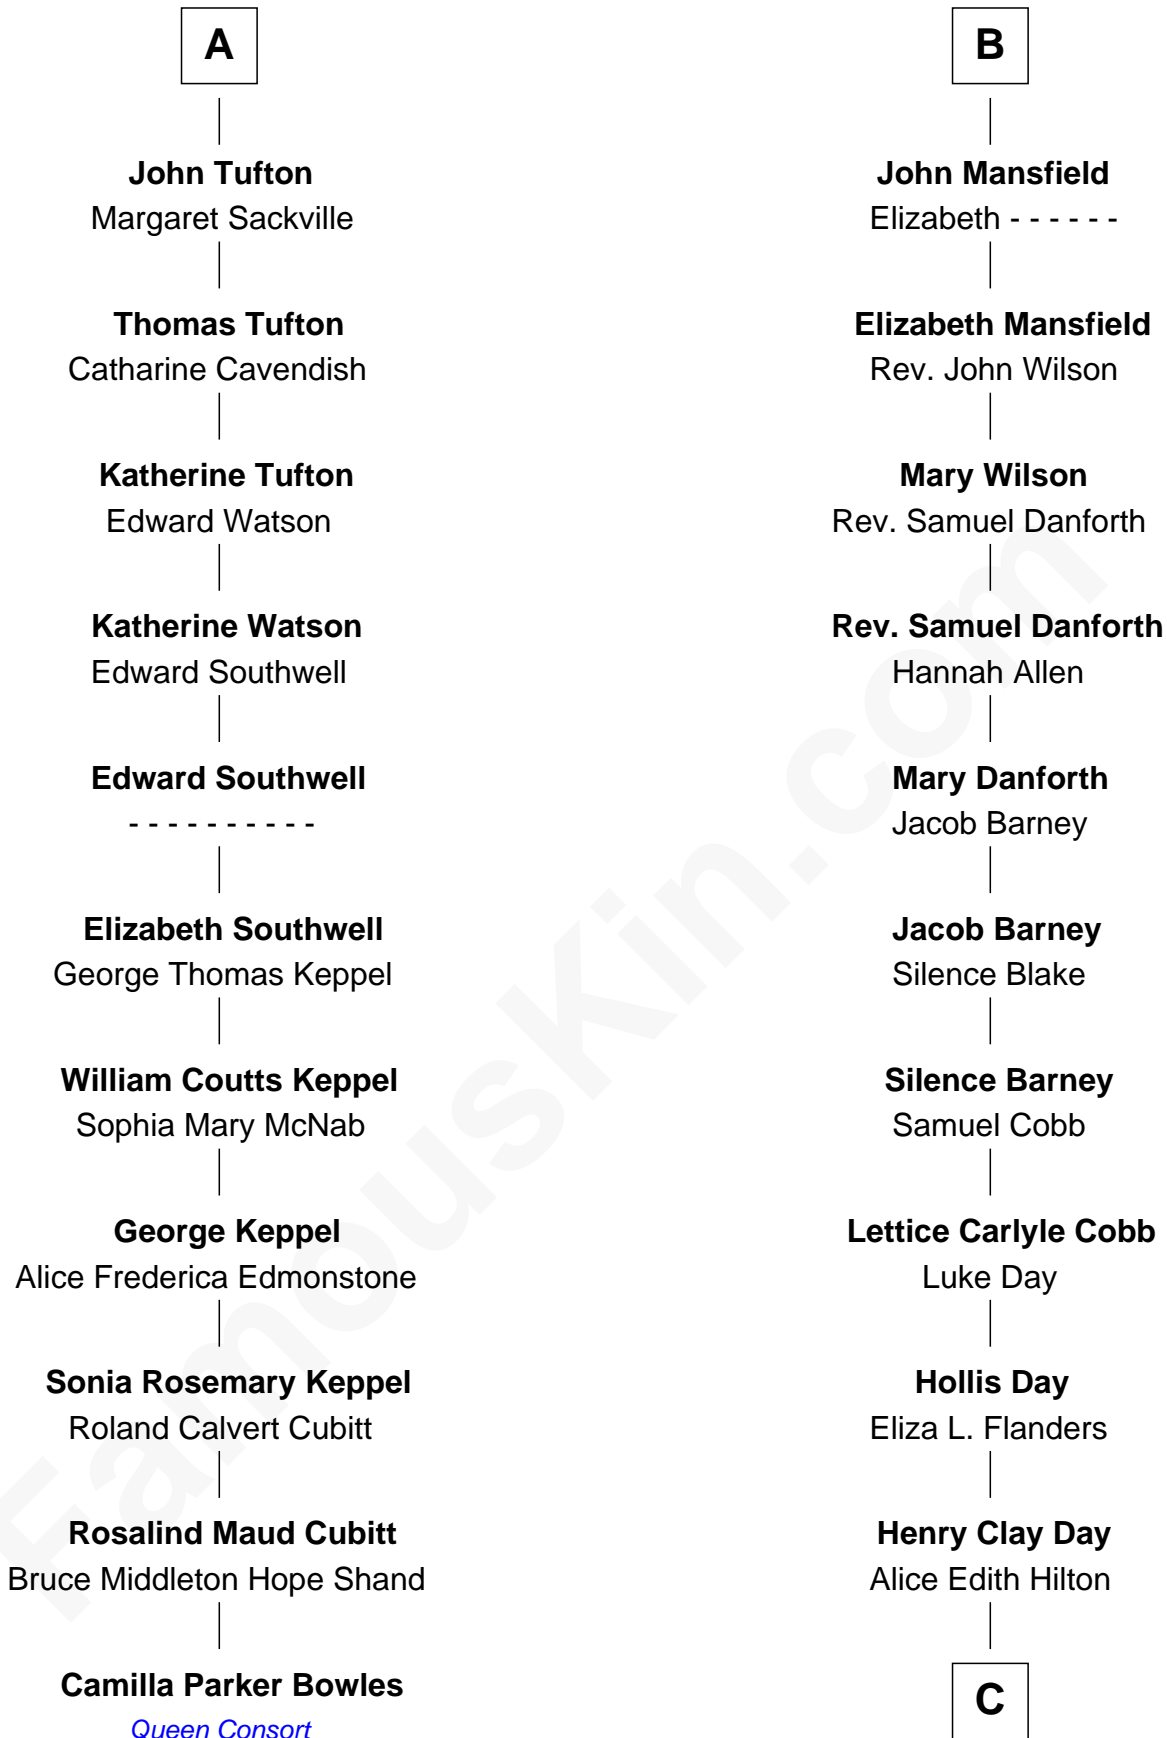 A
John Tufton
Margaret Sackville
Thomas Tufton
Catharine Cavendish
Katherine Tufton
Edward Watson
Katherine Watson
Edward Southwell
Edward Southwell
- - - - - - - - - -
Elizabeth Southwell
George Thomas Keppel
William Coutts Keppel
Sophia Mary McNab
George Keppel
Alice Frederica Edmonstone
Sonia Rosemary Keppel
Roland Calvert Cubitt
Rosalind Maud Cubitt
Bruce Middleton Hope Shand
Camilla Parker Bowles
Queen Consort
B
John Mansfield
Elizabeth - - - - - -
Elizabeth Mansfield
Rev. John Wilson
Mary Wilson
Rev. Samuel Danforth
Rev. Samuel Danforth
Hannah Allen
Mary Danforth
Jacob Barney
Jacob Barney
Silence Blake
Silence Barney
Samuel Cobb
Lettice Carlyle Cobb
Luke Day
Hollis Day
Eliza L. Flanders
Henry Clay Day
Alice Edith Hilton
C
FamousKin.com